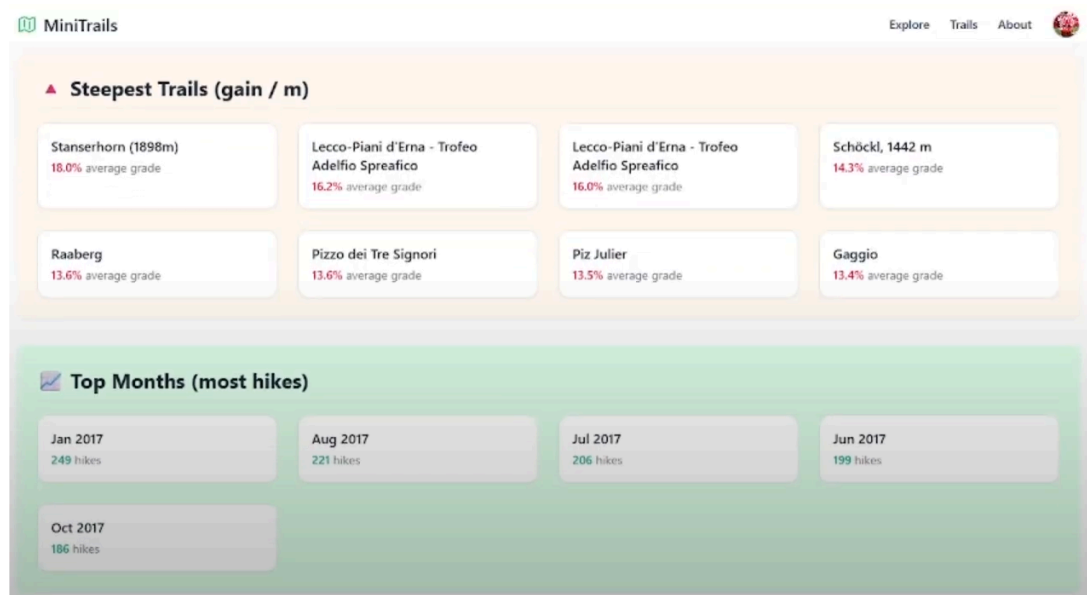 MiniTrails
Explore Trails About
Steepest Trails (gain / m)
Stanserhorn (1898m)
18.0% average grade
Lecco-Piani d'Erna - Trofeo
Adelfio Spreafico
16.2% average grade
Lecco-Piani d'Erna - Trofeo
Adelfio Spreafico
16.0% average grade
Schöckl, 1442 m
14.3% average grade
Raaberg
13.6% average grade
Pizzo dei Tre Signori
13.6% average grade
Piz Julier
13.5% average grade
Gaggio
13.4% average grade
Top Months (most hikes)
Jan 2017
249 hikes
Aug 2017
221 hikes
Jul 2017
206 hikes
Jun 2017
199 hikes
Oct 2017
186 hikes